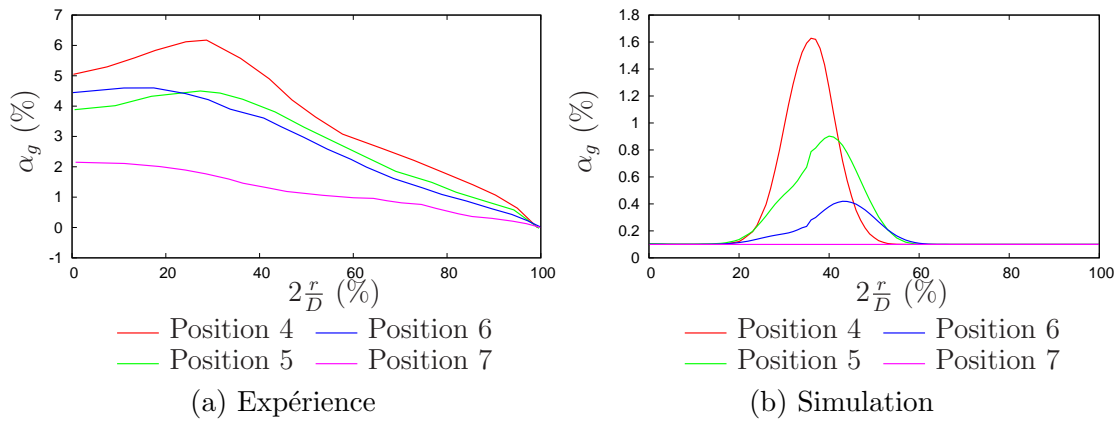 7
6
5
4
3
2
1
0
-1
0 20 40 60 80 100
α_g (%)
2 r/D (%)
Position 4 Position 6
Position 5 Position 7
(a) Expérience
1.8
1.6
1.4
1.2
1
0.8
0.6
0.4
0.2
0
0 20 40 60 80 100
α_g (%)
2 r/D (%)
Position 4 Position 6
Position 5 Position 7
(b) Simulation